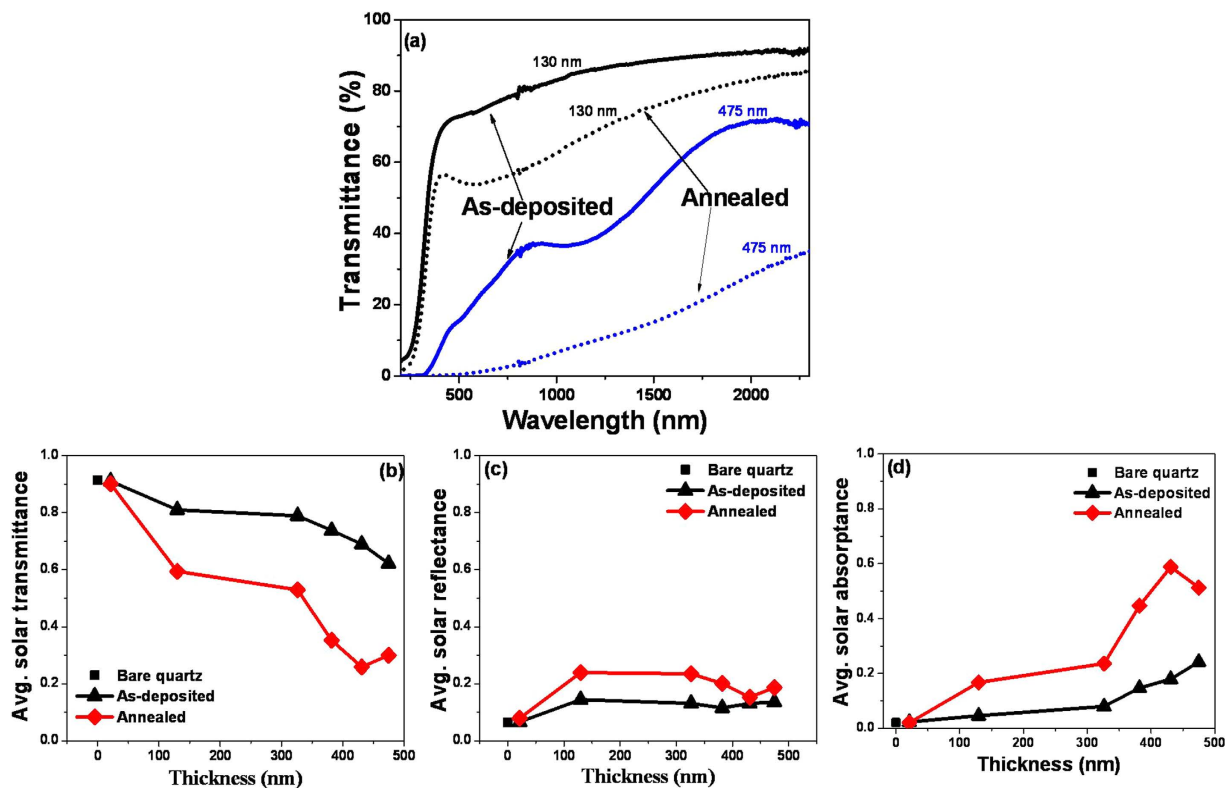 (a)
100
80
60
40
20
0
Transmittance (%)
130 nm
130 nm
475 nm
As-deposited
Annealed
475 nm
500
1000
1500
2000
Wavelength (nm)
(b)
1.0
0.8
0.6
0.4
0.2
0.0
Avg. solar transmittance
Bare quartz
As-deposited
Annealed
0 100 200 300 400 500
Thickness (nm)
(c)
1.0
0.8
0.6
0.4
0.2
0.0
Avg. solar reflectance
Bare quartz
As-deposited
Annealed
0 100 200 300 400 500
Thickness (nm)
(d)
1.0
0.8
0.6
0.4
0.2
0.0
Avg. solar absorptance
Bare quartz
As-deposited
Annealed
0 100 200 300 400 500
Thickness (nm)